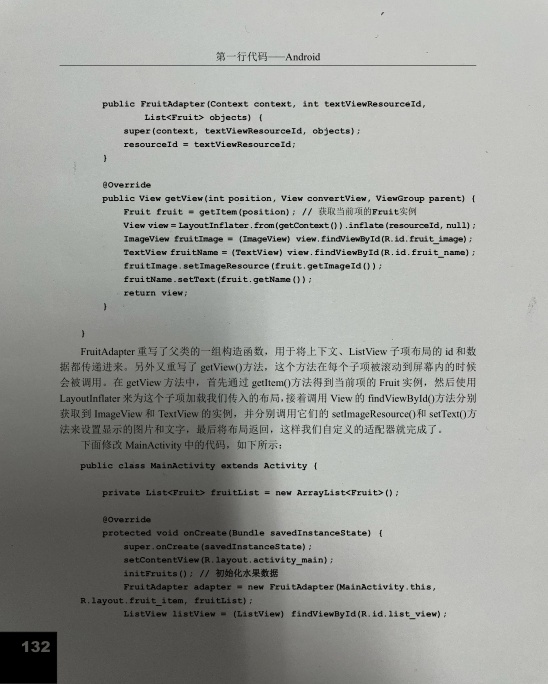 第一行代码——Android
public FruitAdapter(Context context, int textViewResourceId,
List<Fruit> objects) {
super(context, textViewResourceId, objects);
resourceId = textViewResourceId;
}
@Override
public View getView(int position, View convertView, ViewGroup parent) {
Fruit fruit = getItem(position); // 获取当前项的Fruit实例
View view = LayoutInflater.from(getContext()).inflate(resourceId, null);
ImageView fruitImage = (ImageView) view.findViewById(R.id.fruit_image);
TextView fruitName = (TextView) view.findViewById(R.id.fruit_name);
fruitImage.setImageResource(fruit.getImageId());
fruitName.setText(fruit.getName());
return view;
}
}
FruitAdapter 重写了父类的一组构造函数，用于将上下文、ListView 子项布局的 id 和数
据都传递进来。另外又重写了 getView()方法，这个方法在每个子项被滚动到屏幕内的时候
会被调用。在 getView 方法中，首先通过 getItem()方法得到当前项的 Fruit 实例，然后使用
LayoutInflater 来为这个子项加载我们传入的布局，接着调用 View 的 findViewById()方法分别
获取到 ImageView 和 TextView 的实例，并分别调用它们的 setImageResource()和 setText()方
法来设置显示的图片和文字，最后将布局返回，这样我们自定义的适配器就完成了。
下面修改 MainActivity 中的代码，如下所示：
public class MainActivity extends Activity {
private List<Fruit> fruitList = new ArrayList<Fruit>();
@Override
protected void onCreate(Bundle savedInstanceState) {
super.onCreate(savedInstanceState);
setContentView(R.layout.activity_main);
initFruits(); // 初始化水果数据
FruitAdapter adapter = new FruitAdapter(MainActivity.this,
R.layout.fruit_item, fruitList);
ListView listView = (ListView) findViewById(R.id.list_view);
132